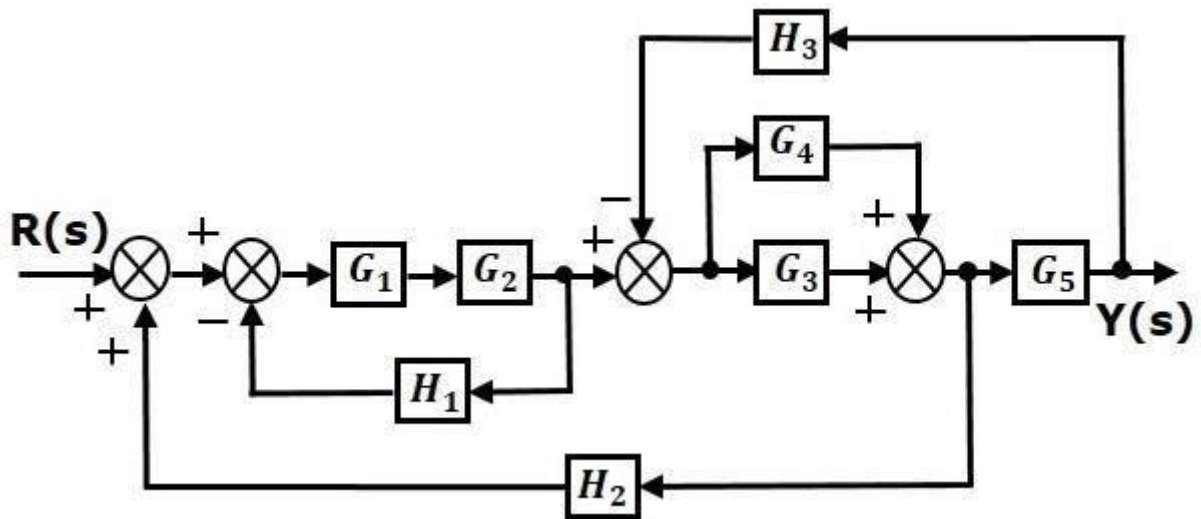 H₃
G₄
R(s) + + + +
G₁ G₂ G₃ G₅
+ − − + Y(s)
+
H₁
H₂